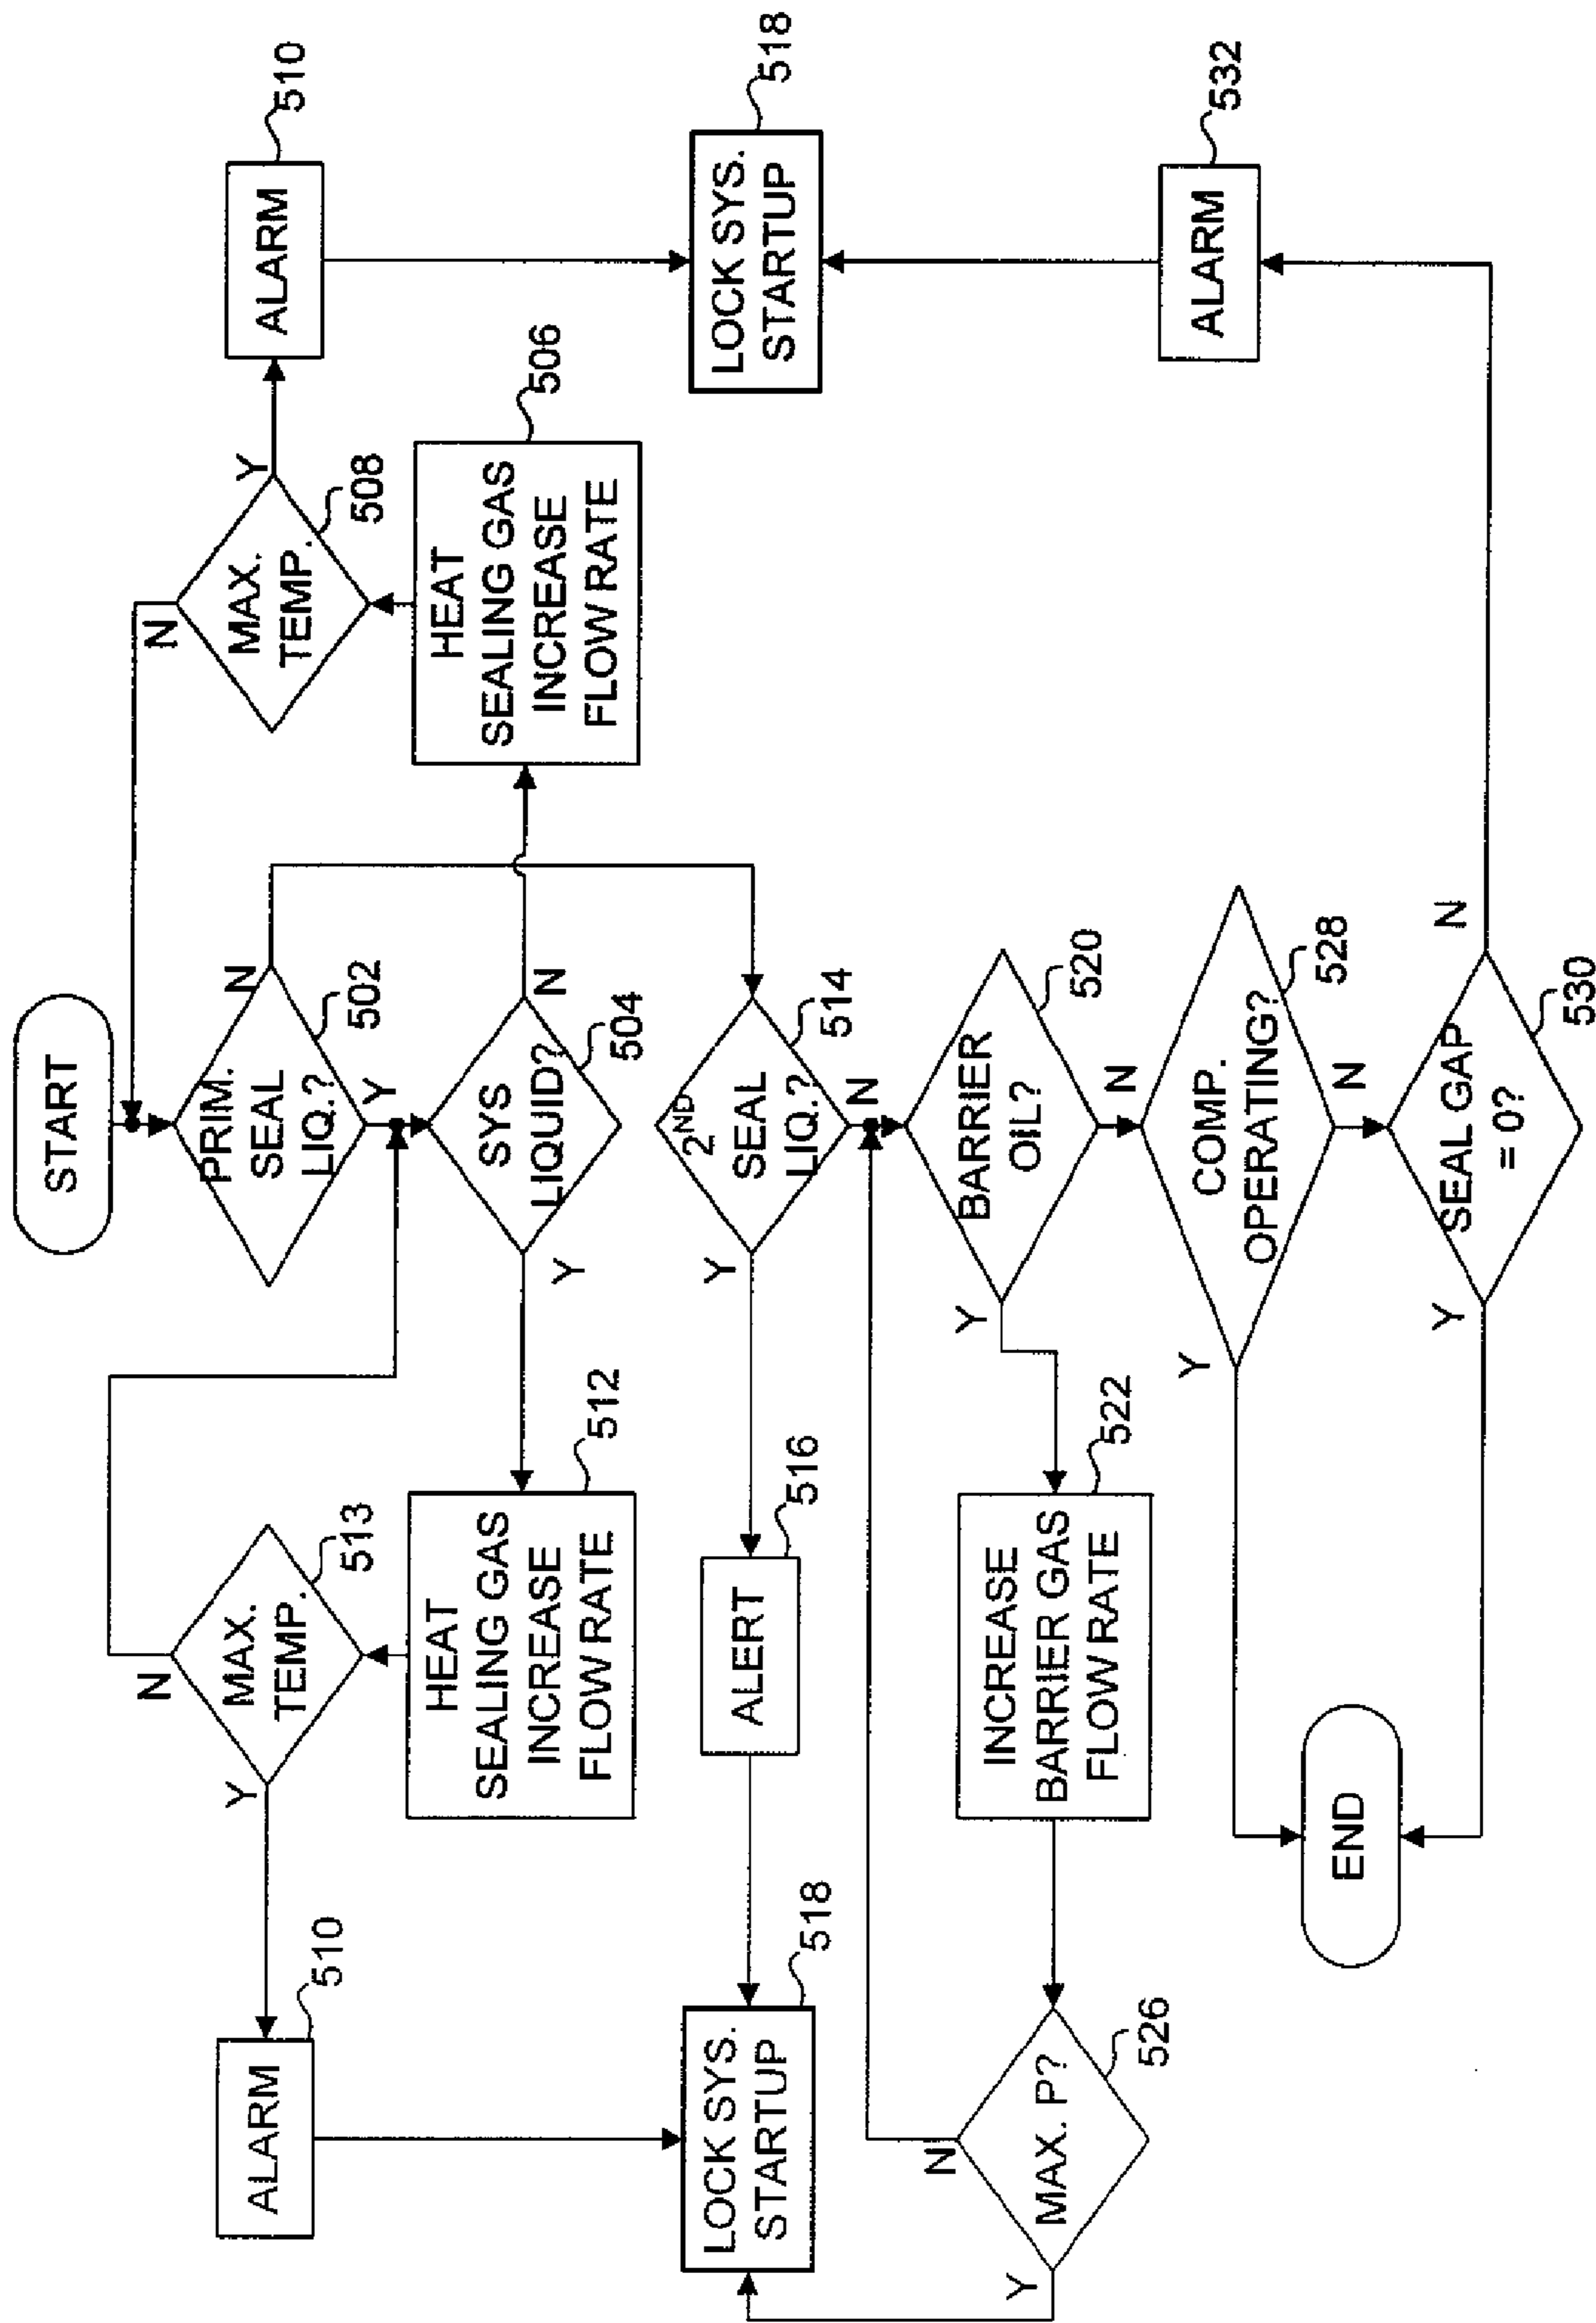 START
PRIM.
SEAL
LIQ.?
502
N
Y
SYS
LIQUID?
504
N
Y
HEAT
SEALING GAS
INCREASE
FLOW RATE
506
MAX.
TEMP.
508
N
Y
ALARM
510
LOCK SYS.
STARTUP
518
HEAT
SEALING GAS
INCREASE
FLOW RATE
512
MAX.
TEMP.
513
N
Y
ALARM
510
LOCK SYS.
STARTUP
518
2ND
SEAL
LIQ.?
514
Y
N
ALERT
516
BARRIER
OIL?
520
Y
N
INCREASE
BARRIER GAS
FLOW RATE
522
MAX. P?
526
N
Y
COMP.
OPERATING?
528
Y
N
SEAL GAP
= 0?
530
Y
N
END
ALARM
532